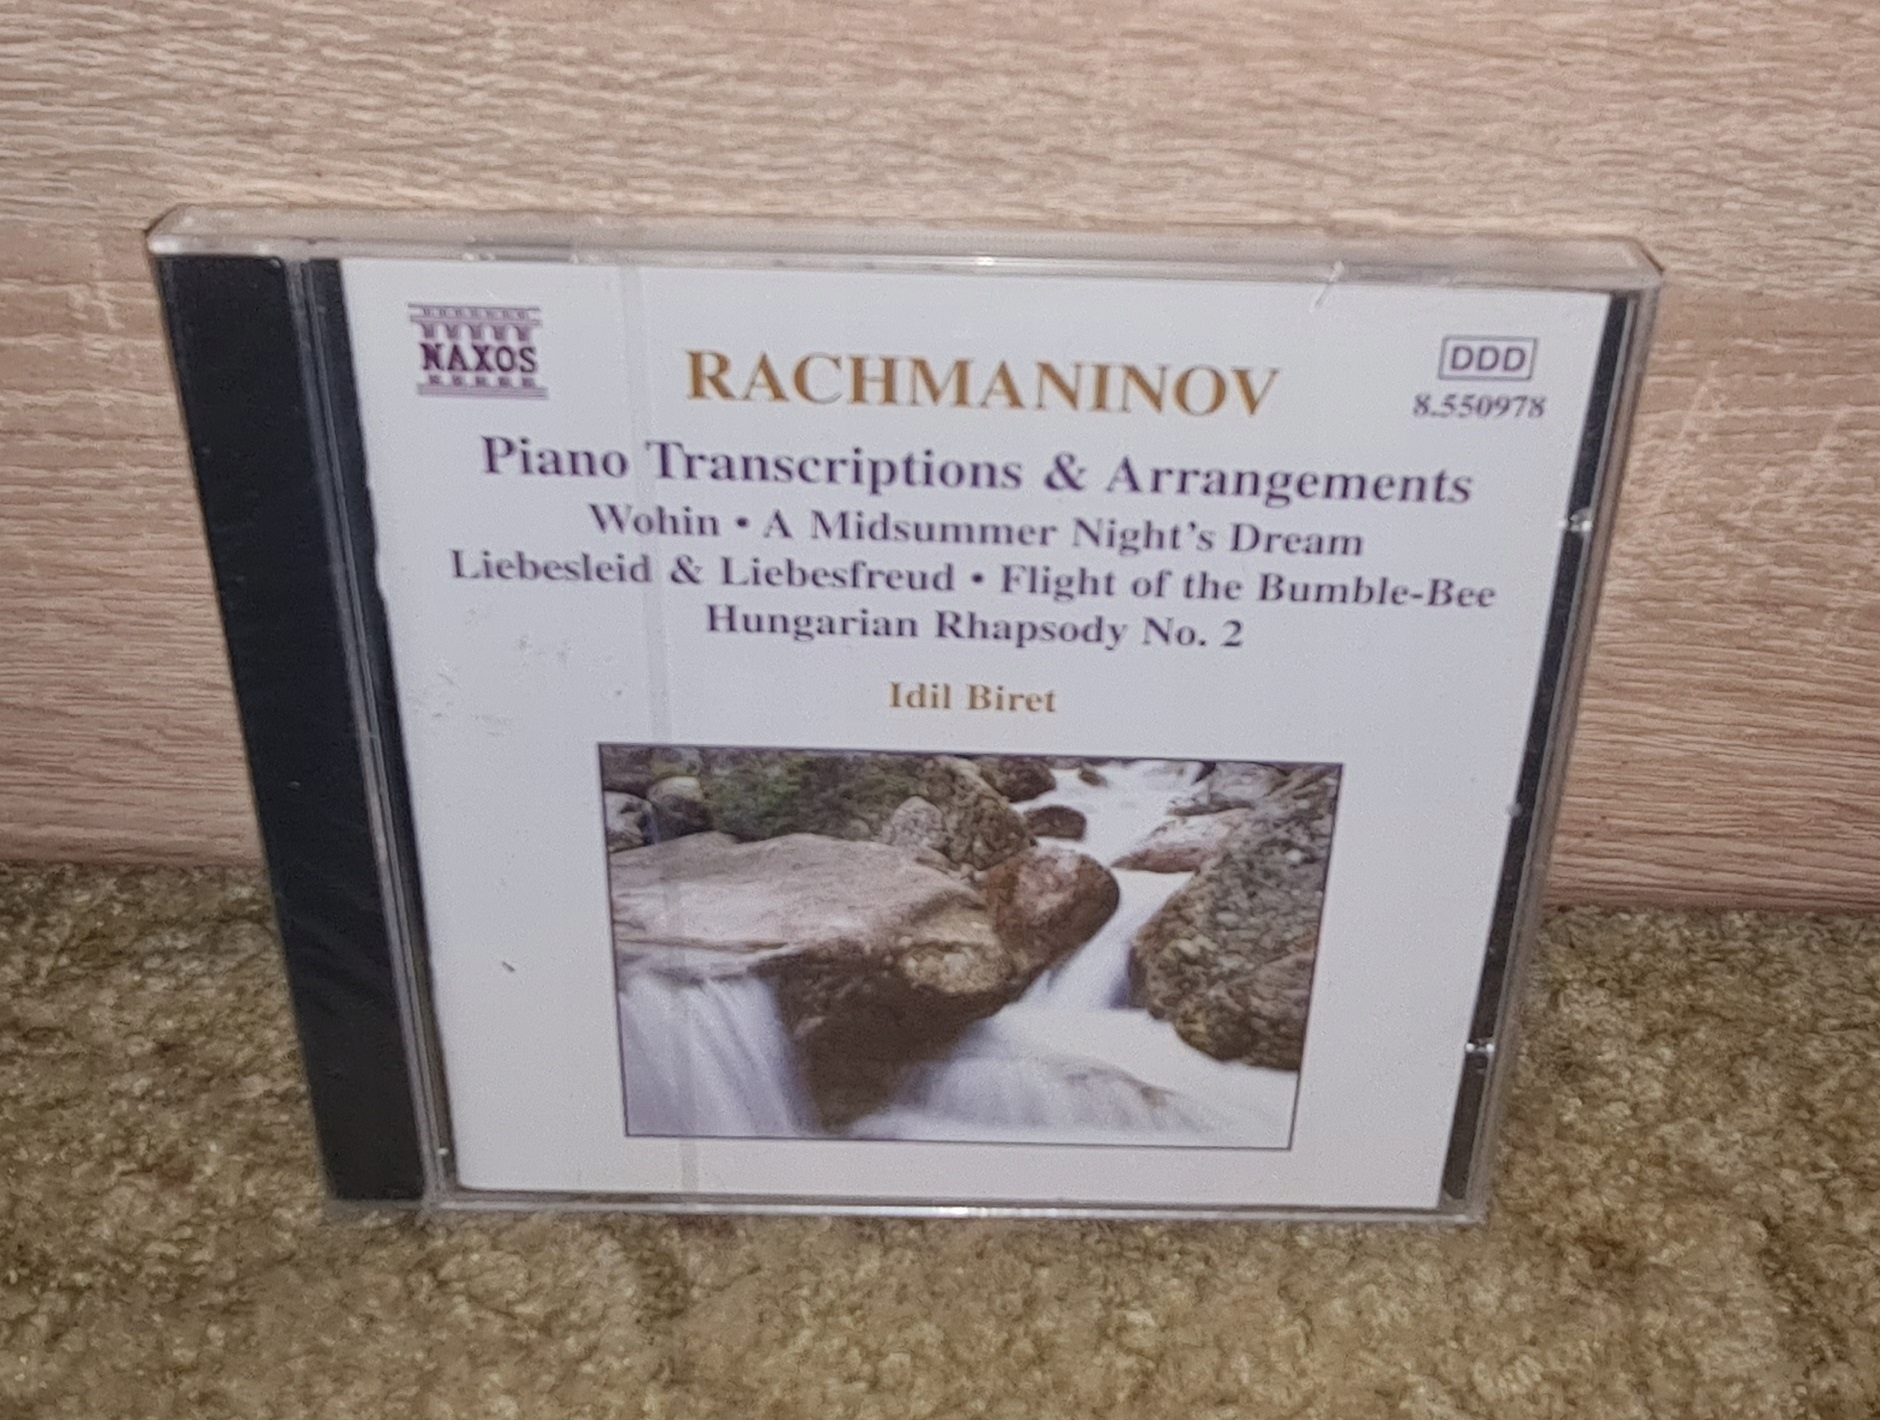 NAXOS
RACHMANINOV
DDD
8.550978
Piano Transcriptions & Arrangements
Wohin • A Midsummer Night's Dream
Liebesleid & Liebesfreud • Flight of the Bumble-Bee
Hungarian Rhapsody No. 2
Idil Biret